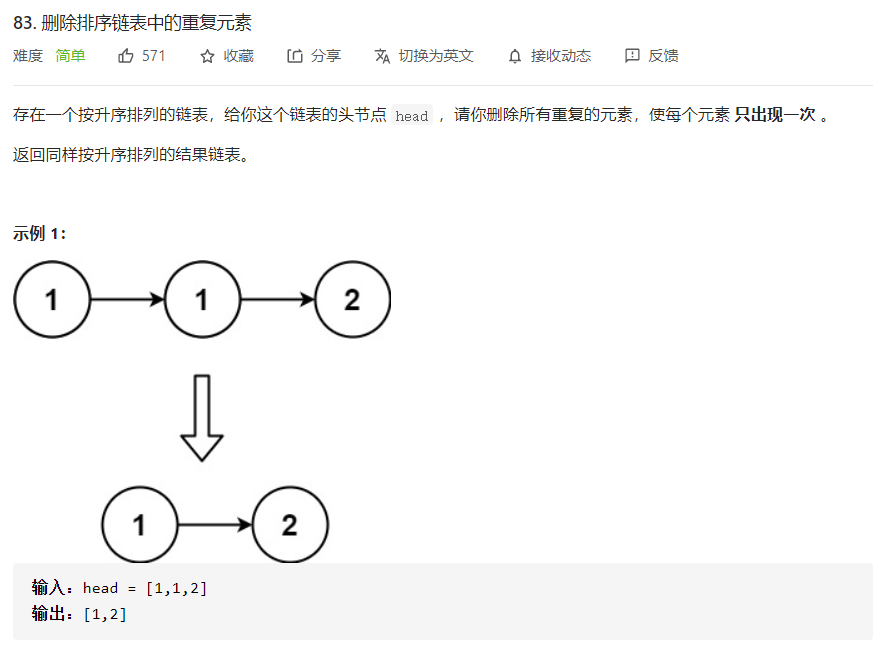 83. 删除排序链表中的重复元素
难度 简单 571 收藏 分享 切换为英文 接收动态 反馈
存在一个按升序排列的链表，给你这个链表的头节点 head ，请你删除所有重复的元素，使每个元素 只出现一次 。
返回同样按升序排列的结果链表。
示例 1：
1 1 2
1 2
输入：head = [1,1,2]
输出：[1,2]